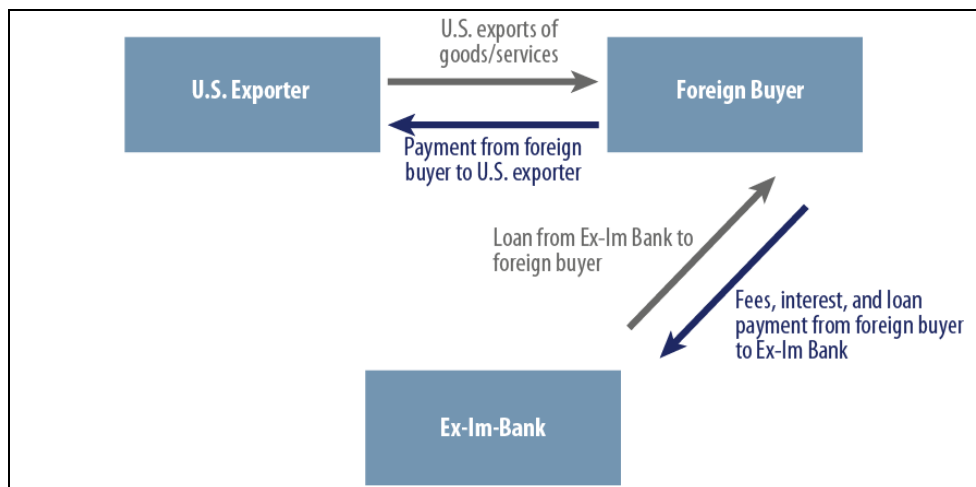 U.S. exports of
goods/services
U.S. Exporter
Foreign Buyer
Payment from foreign
buyer to U.S. exporter
Loan from Ex-Im Bank to
foreign buyer
Fees, interest, and loan
payment from foreign buyer
to Ex-Im Bank
Ex-Im-Bank